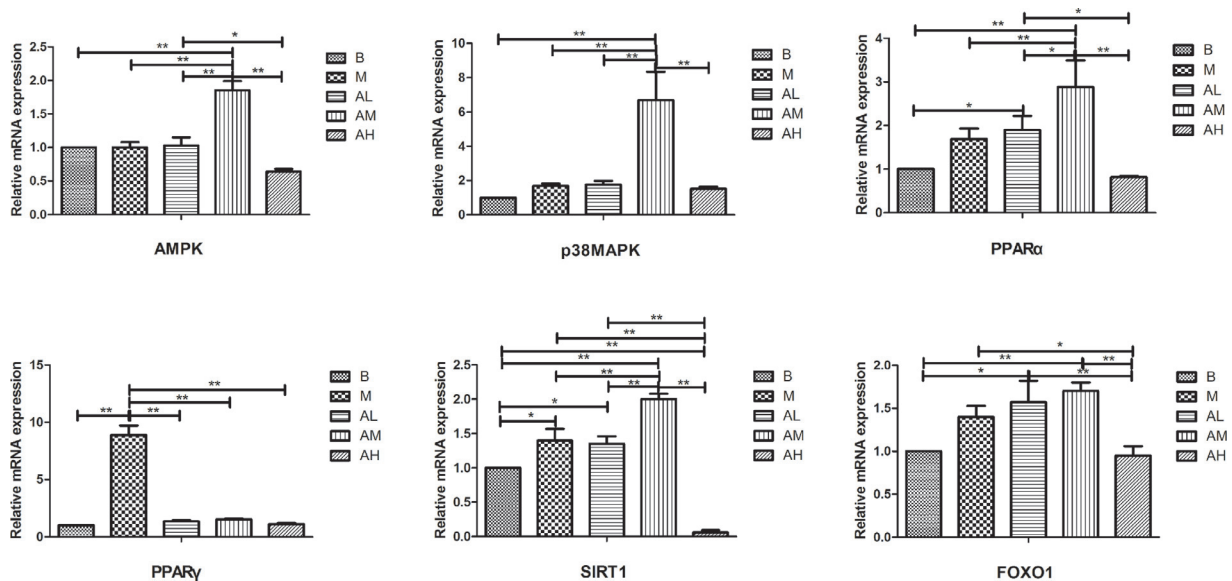 Relative mRNA expression
2.5
2.0
1.5
1.0
0.5
0.0
**
*
**
**
**
B
M
AL
AM
AH
AMPK
Relative mRNA expression
10
8
6
4
2
0
**
**
**
**
B
M
AL
AM
AH
p38MAPK
Relative mRNA expression
4
3
2
1
0
*
**
**
*
**
*
B
M
AL
AM
AH
PPARα
Relative mRNA expression
15
10
5
0
**
**
**
**
B
M
AL
AM
AH
PPARγ
Relative mRNA expression
2.5
2.0
1.5
1.0
0.5
0.0
**
**
**
**
**
**
**
*
*
B
M
AL
AM
AH
SIRT1
Relative mRNA expression
2.0
1.5
1.0
0.5
0.0
*
**
**
*
**
B
M
AL
AM
AH
FOXO1